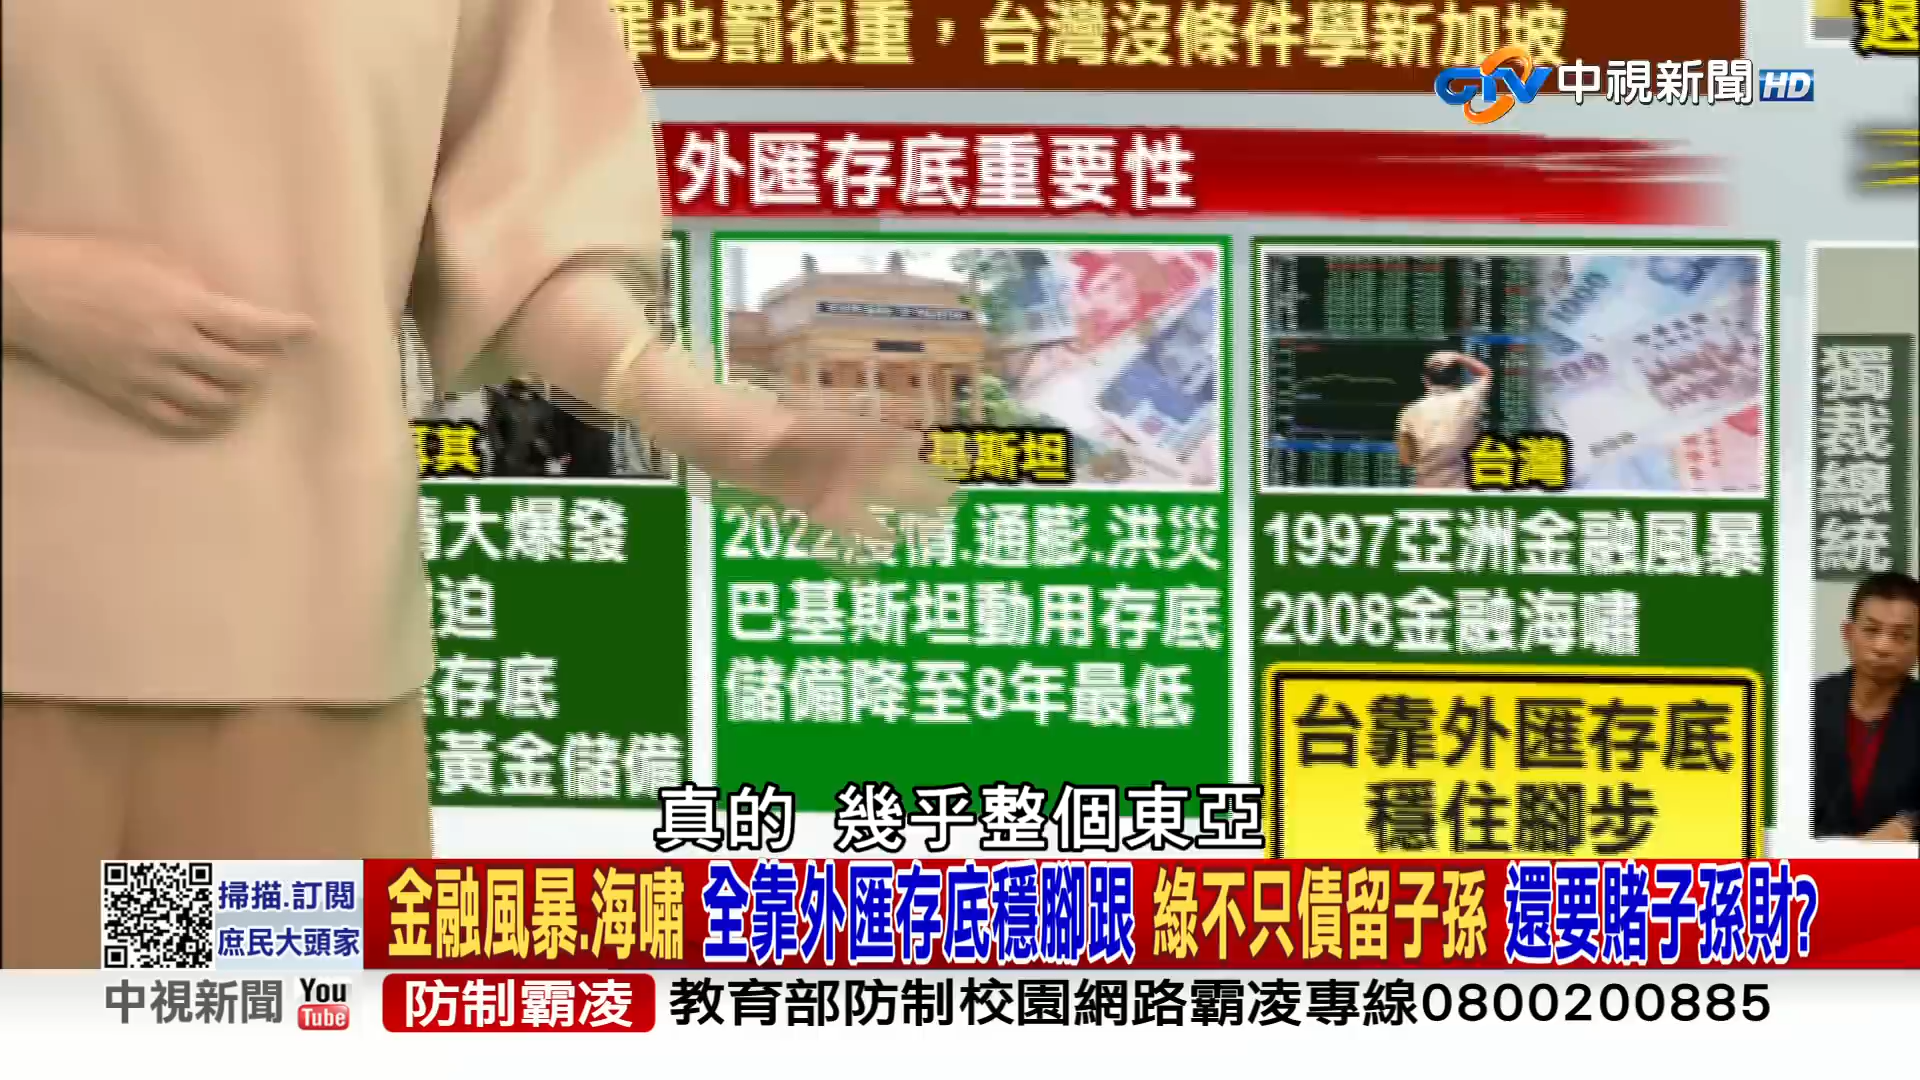 罪也罰很重，台灣沒條件學新加坡
退
CTV中視新聞HD
外匯存底重要性
其
大爆發
迫
存底
黃金儲備
基斯坦
2022.疫情.通膨.洪災
巴基斯坦動用存底
儲備降至8年最低
台灣
1997亞洲金融風暴
2008金融海嘯
台靠外匯存底
穩住腳步
獨裁總統
真的 幾乎整個東亞
掃描.訂閱
庶民大頭家
金融風暴.海嘯 全靠外匯存底穩腳跟 綠不只債留子孫 還要賭子孫財?
中視新聞 YouTube
防制霸凌 教育部防制校園網路霸凌專線0800200885